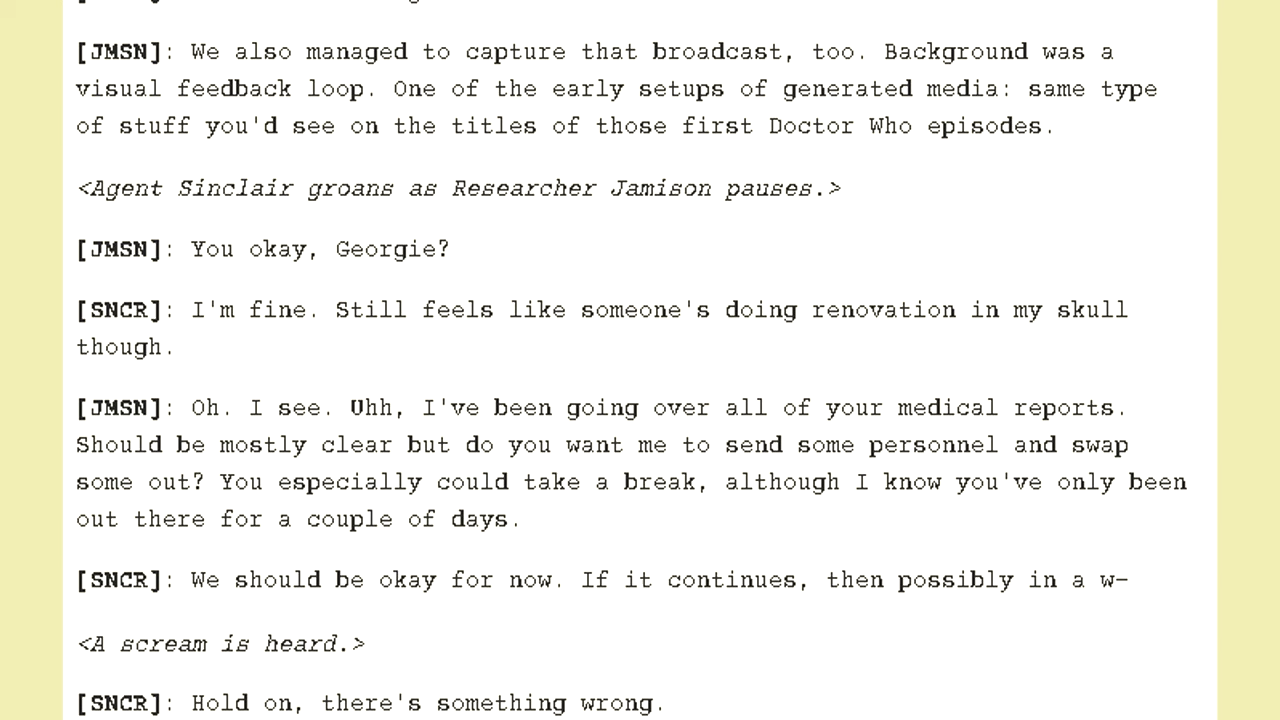 [JMSN]: We also managed to capture that broadcast, too. Background was a
visual feedback loop. One of the early setups of generated media: same type
of stuff you'd see on the titles of those first Doctor Who episodes.
<Agent Sinclair groans as Researcher Jamison pauses.>
[JMSN]: You okay, Georgie?
[SNCR]: I'm fine. Still feels like someone's doing renovation in my skull
though.
[JMSN]: Oh. I see. Uhh, I've been going over all of your medical reports.
Should be mostly clear but do you want me to send some personnel and swap
some out? You especially could take a break, although I know you've only been
out there for a couple of days.
[SNCR]: We should be okay for now. If it continues, then possibly in a w–
<A scream is heard.>
[SNCR]: Hold on, there's something wrong.